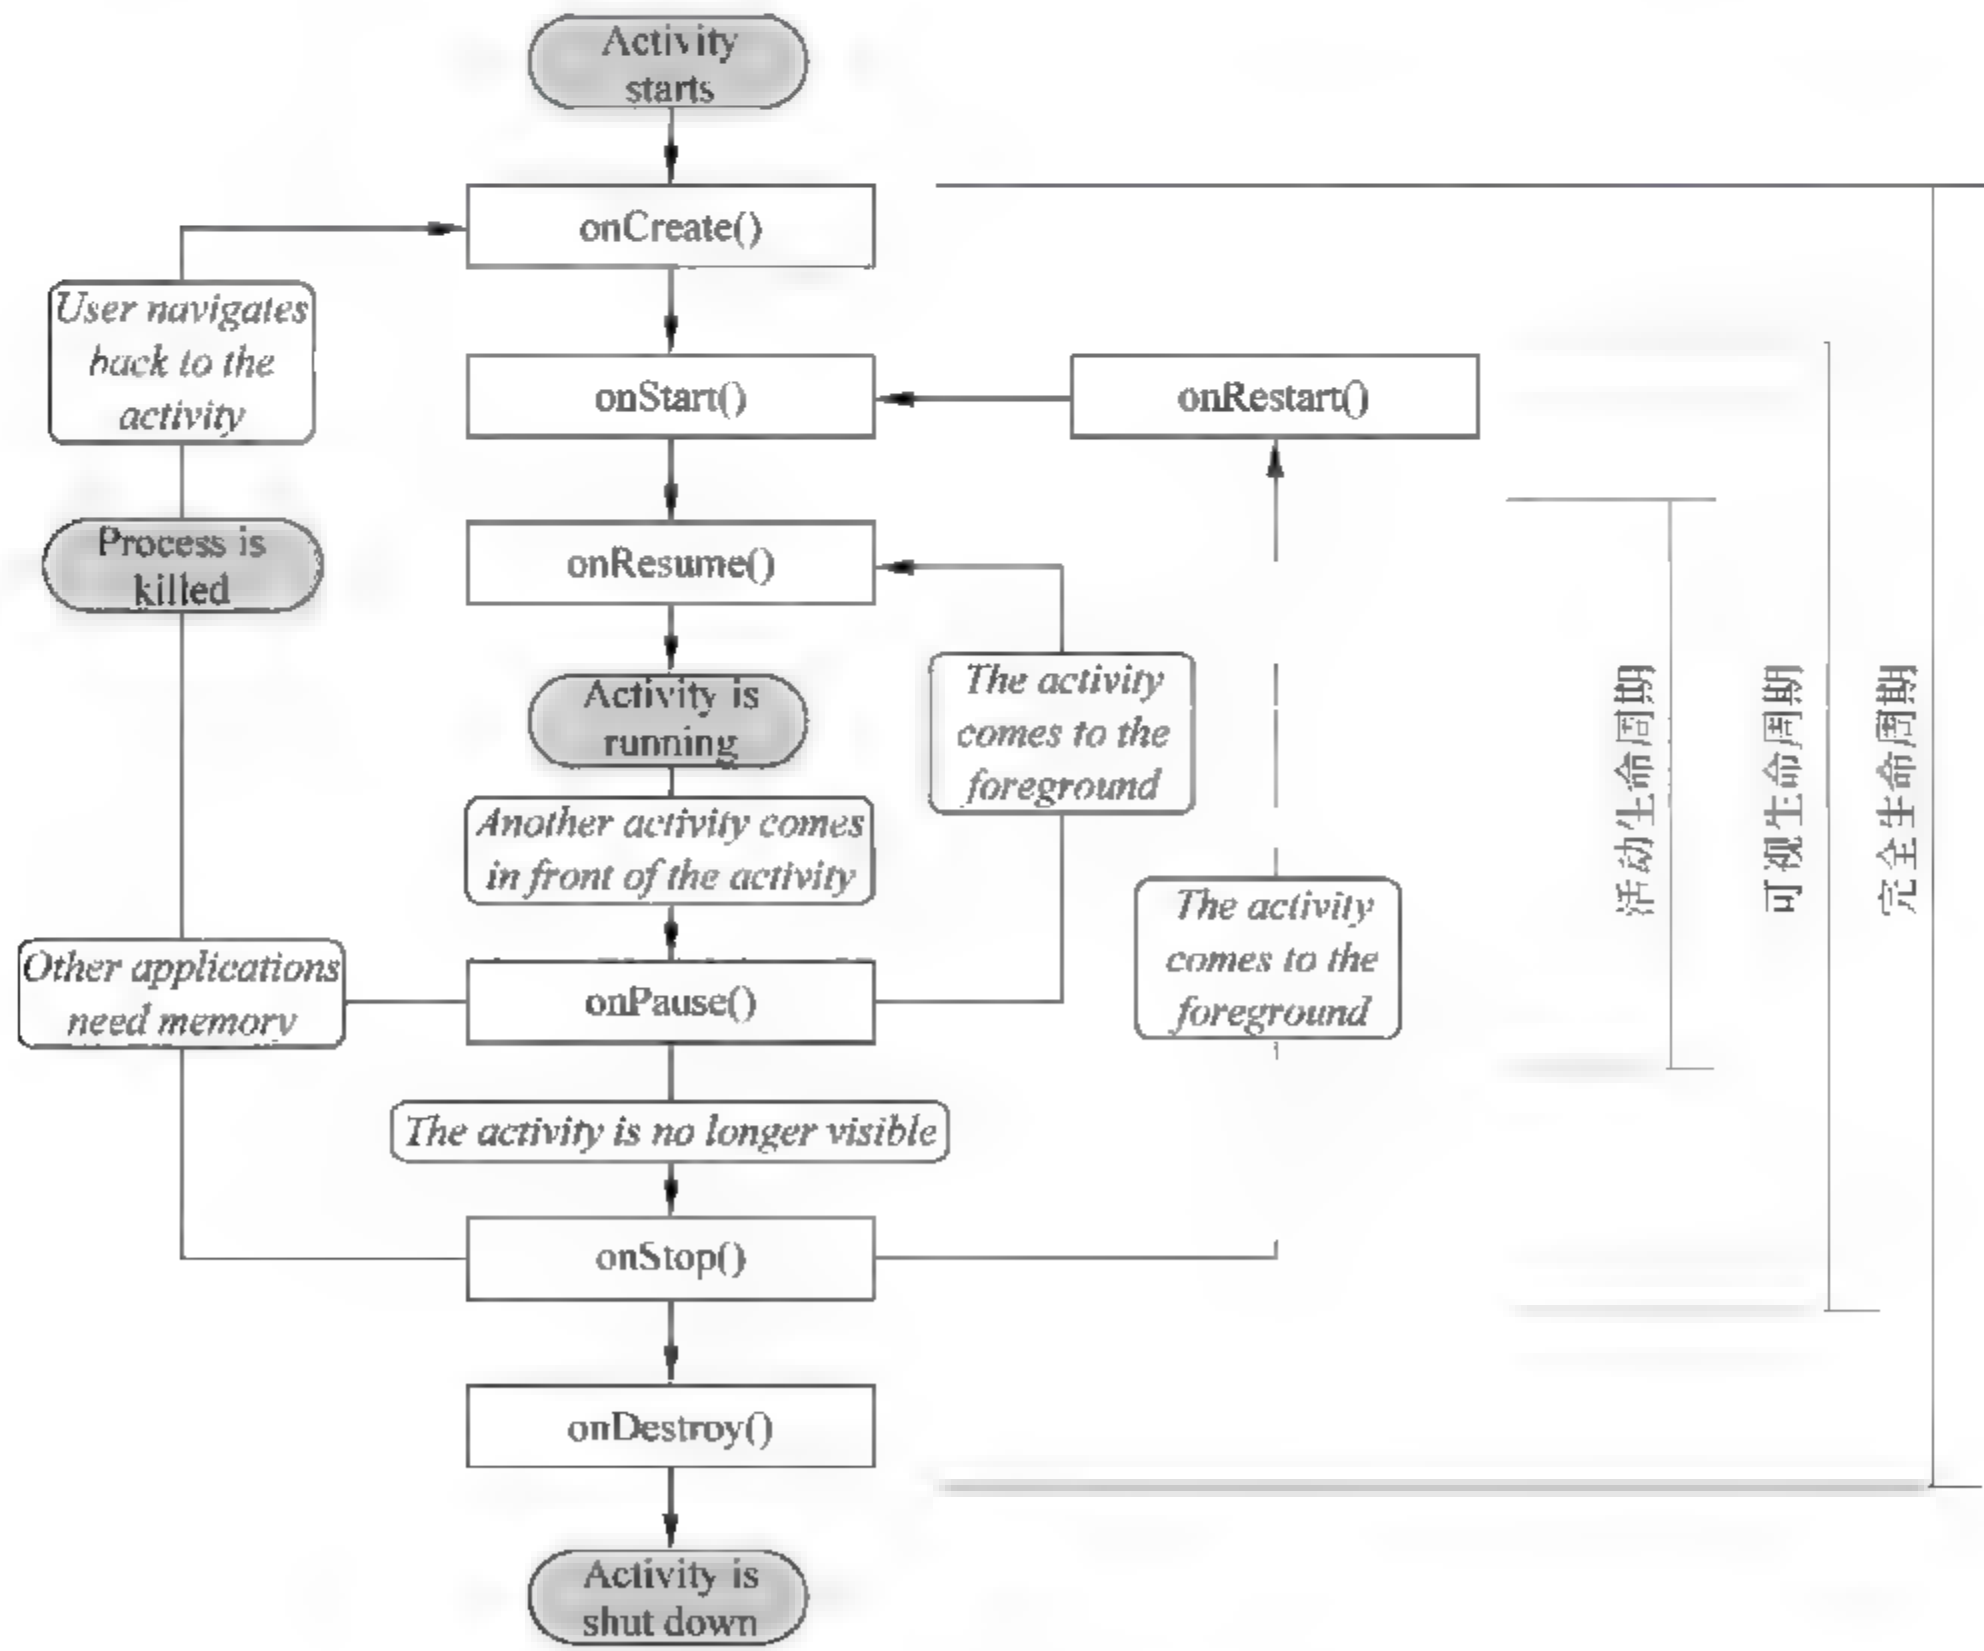 Activity
starts
onCreate()
User navigates
back to the
activity
onStart()
onRestart()
Process is
killed
onResume()
Activity is
running
The activity
comes to the
foreground
Another activity comes
in front of the activity
The activity
comes to the
foreground
Other applications
need memory
onPause()
The activity is no longer visible
onStop()
onDestroy()
Activity is
shut down
活动生命周期
可视生命周期
完全生命周期